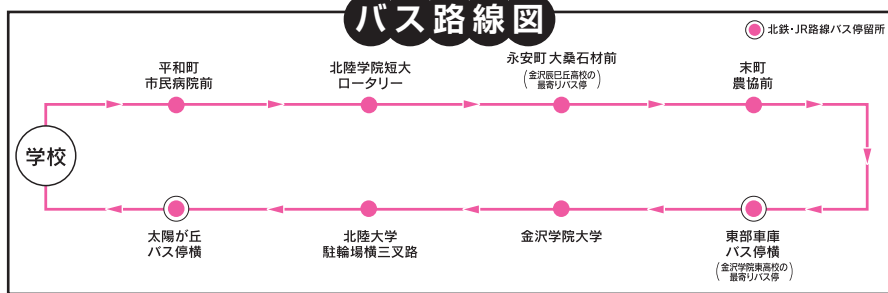 バス路線図
北鉄・JR路線バス停留所
平和町
市民病院前
北陸学院短大
ロータリー
永安町 大桑石材前
(金沢辰巳丘高校の
最寄りバス停)
末町
農協前
学校
太陽が丘
バス停横
北陸大学
駐輪場横三叉路
金沢学院大学
東部車庫
バス停横
(金沢学院東高校の
最寄りバス停)